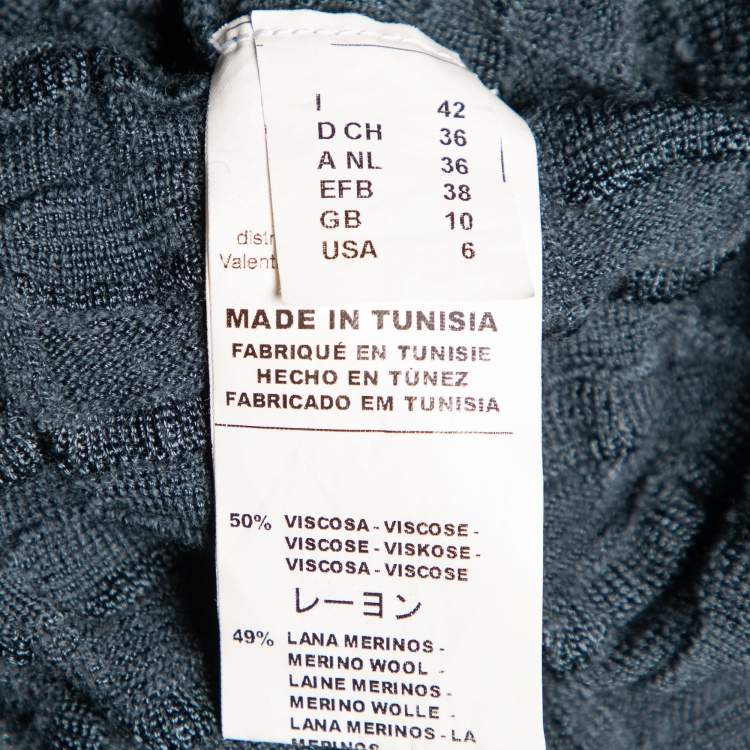 I 42
D CH 36
A NL 36
EFB 38
GB 10
USA 6
MADE IN TUNISIA
FABRIQUÉ EN TUNISIE
HECHO EN TÚNEZ
FABRICADO EM TUNISIA
50% VISCOSA - VISCOSE -
VISCOSE - VISKOSE -
VISCOSA - VISCOSE
レーヨン
49% LANA MERINOS -
MERINO WOOL -
LAINE MERINOS -
MERINO WOLLE -
LANA MERINOS - LA
MERINOS